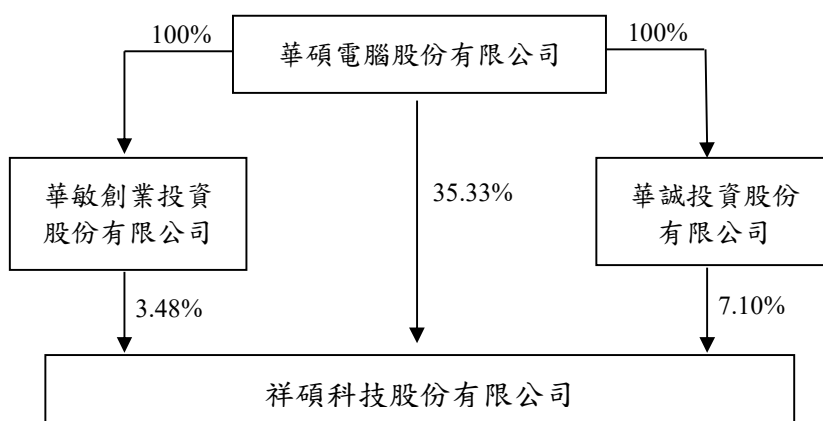 100%
華碩電腦股份有限公司
100%
華敏創業投資
股份有限公司
35.33%
華誠投資股份
有限公司
3.48%
7.10%
祥碩科技股份有限公司